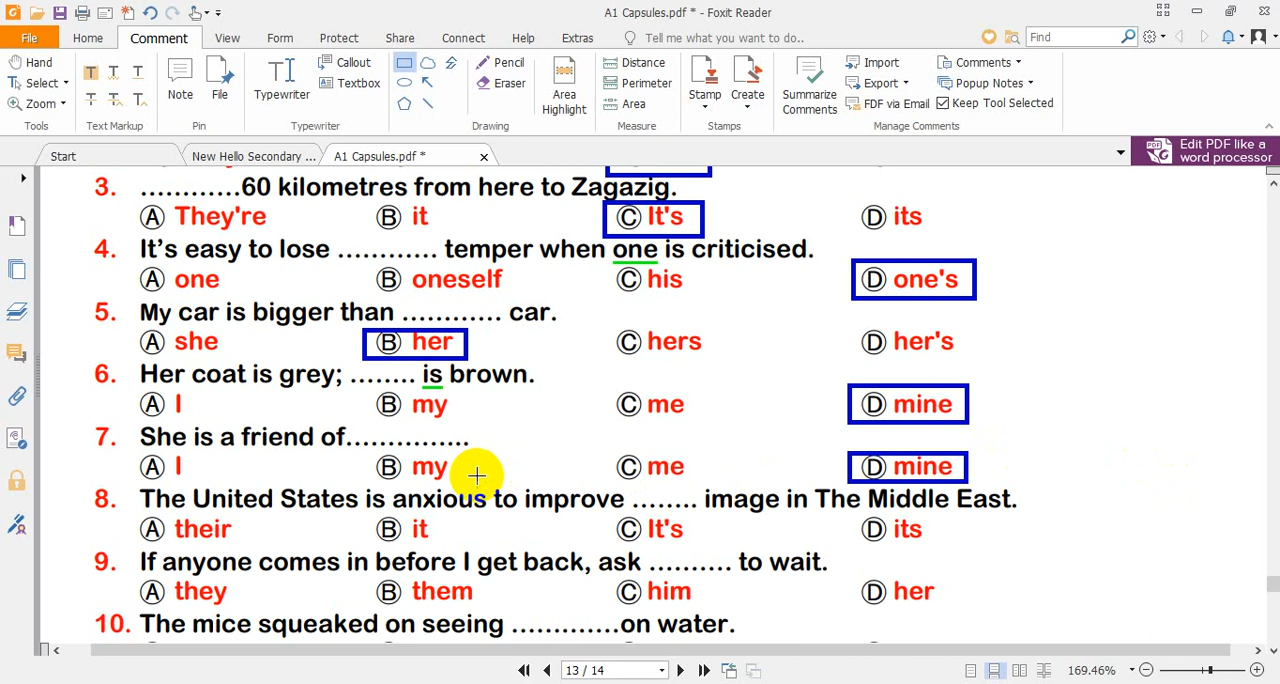 A1 Capsules.pdf * - Foxit Reader
File Home Comment View Form Protect Share Connect Help Extras Tell me what you want to do.. Find
Hand
Select
Zoom
Tools
Text Markup
Note
File
Pin
Typewriter
Callout
Textbox
Typewriter
Pencil
Eraser
Drawing
Area
Highlight
Distance
Perimeter
Area
Measure
Stamp
Create
Stamps
Summarize
Comments
Import
Export
FDF via Email
Comments
Popup Notes
Keep Tool Selected
Manage Comments
Start
New Hello Secondary ...
A1 Capsules.pdf *
Edit PDF like a
word processor
3. ............60 kilometres from here to Zagazig.
A They're B it C It's D its
4. It’s easy to lose ............ temper when one is criticised.
A one B oneself C his D one's
5. My car is bigger than ............ car.
A she B her C hers D her's
6. Her coat is grey; ........ is brown.
A I B my C me D mine
7. She is a friend of...............
A I B my C me D mine
8. The United States is anxious to improve ........ image in The Middle East.
A their B it C It's D its
9. If anyone comes in before I get back, ask .......... to wait.
A they B them C him D her
10. The mice squeaked on seeing .............on water.
13 / 14
169.46%